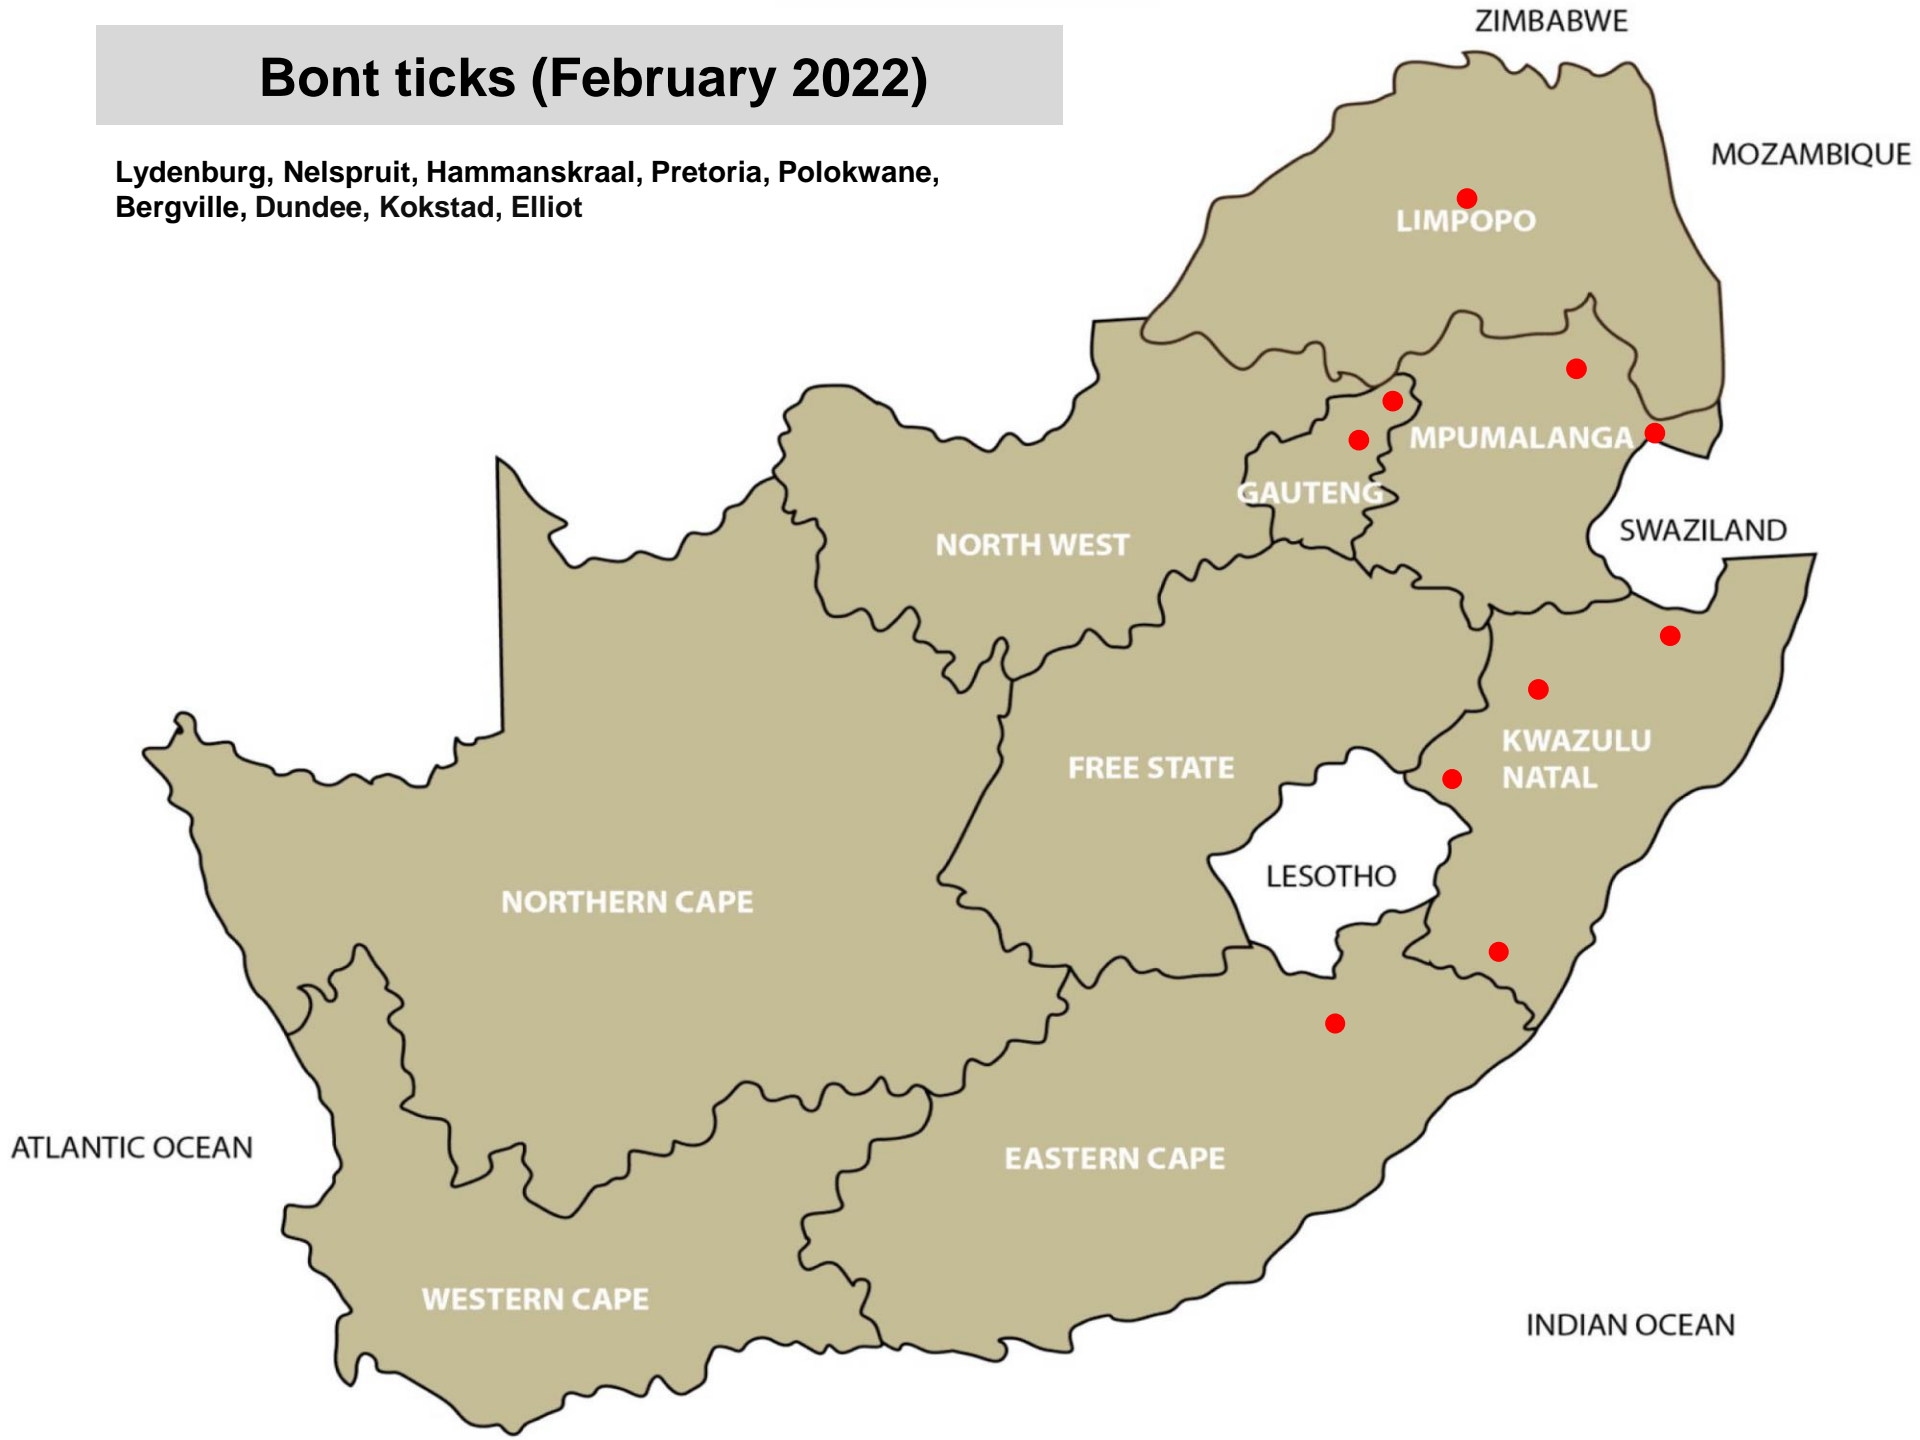 ZIMBABWE
Bont ticks (February 2022)
MOZAMBIQUE
Lydenburg, Nelspruit, Hammanskraal, Pretoria, Polokwane,
Bergville, Dundee, Kokstad, Elliot
LIMPOPO
MPUMALANGA
GAUTENG
SWAZILAND
NORTH WEST
KWAZULU
NATAL
FREE STATE
LESOTHO
NORTHERN CAPE
ATLANTIC OCEAN
EASTERN CAPE
WESTERN CAPE
INDIAN OCEAN